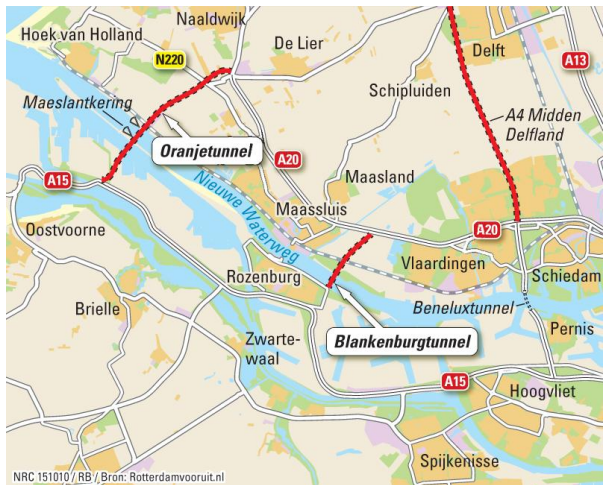 Naaldwijk
Hoek van Holland
De Lier
Delft
N220
A13
Maeslantkering
Schipluiden
A4 Midden
Delfland
Oranjetunnel
A20
A15
Maasland
Nieuwe Waterweg
Maassluis
Oostvoorne
A20
Vlaardingen
Rozenburg
Schiedam
Brielle
Beneluxtunnel
Pernis
Zwarte-
waal
Blankenburgtunnel
A15
Hoogvliet
Spijkenisse
NRC 151010 / RB / Bron: Rotterdamvooruit.nl